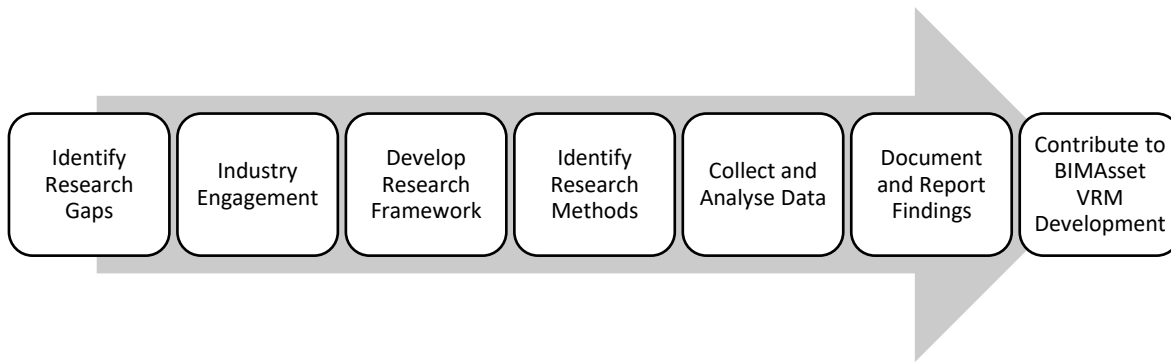 Identify
Research
Gaps
Industry
Engagement
Develop
Research
Framework
Identify
Research
Methods
Collect and
Analyse Data
Document
and Report
Findings
Contribute to
BIMAsset
VRM
Development